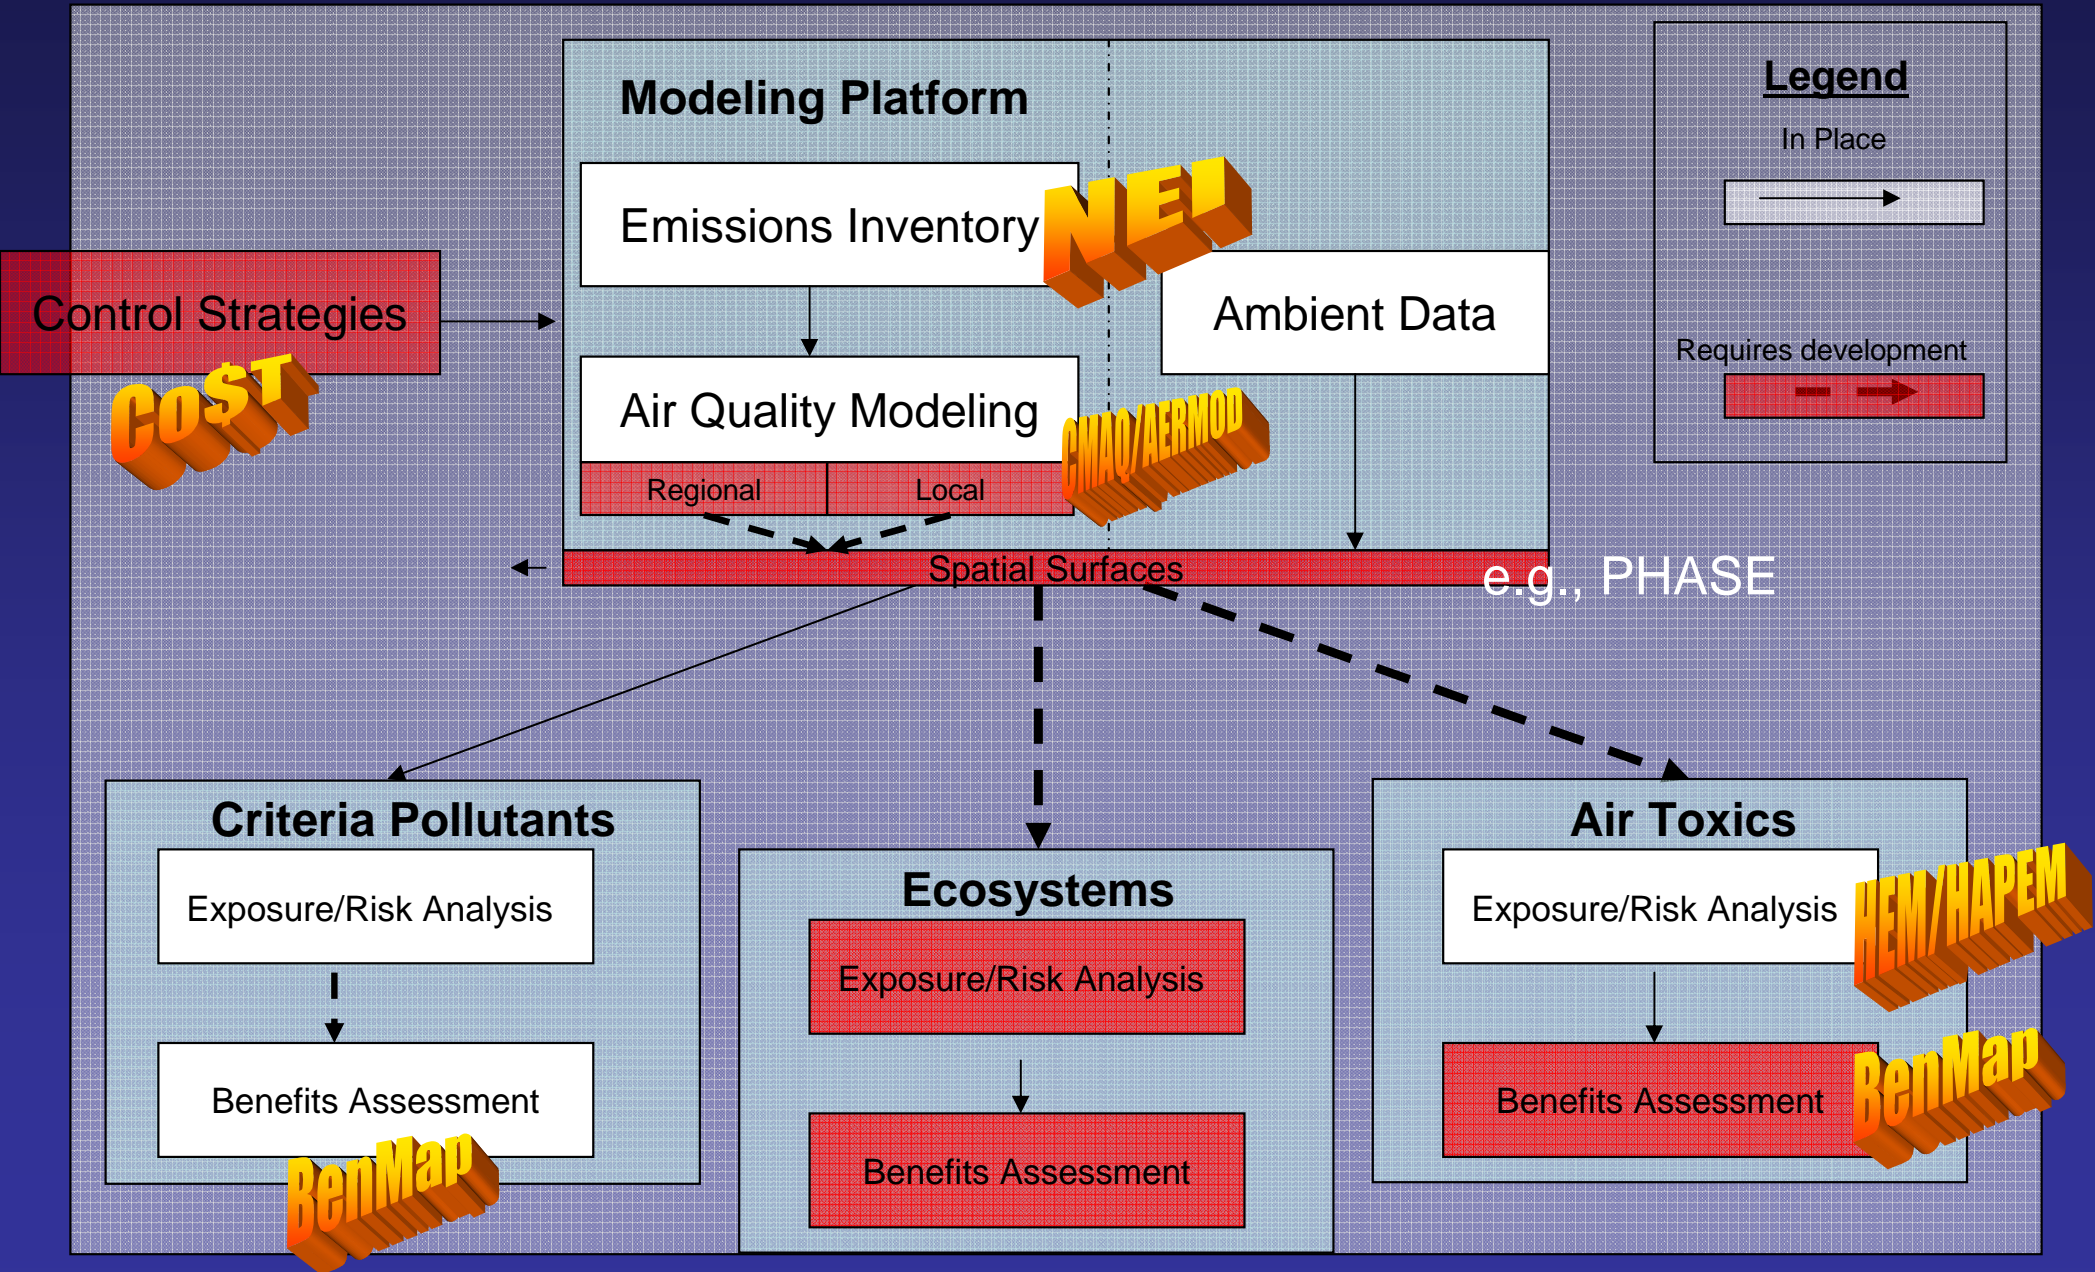 Modeling Platform
Legend
In Place
Emissions Inventory
NEI
Control Strategies
Co$T
Ambient Data
Requires development
Air Quality Modeling
CMAQ/AERMOD
Regional
Local
Spatial Surfaces
e.g., PHASE
Criteria Pollutants
Exposure/Risk Analysis
Benefits Assessment
BenMap
Ecosystems
Exposure/Risk Analysis
Benefits Assessment
Air Toxics
Exposure/Risk Analysis
HEM/HAPEM
Benefits Assessment
BenMap